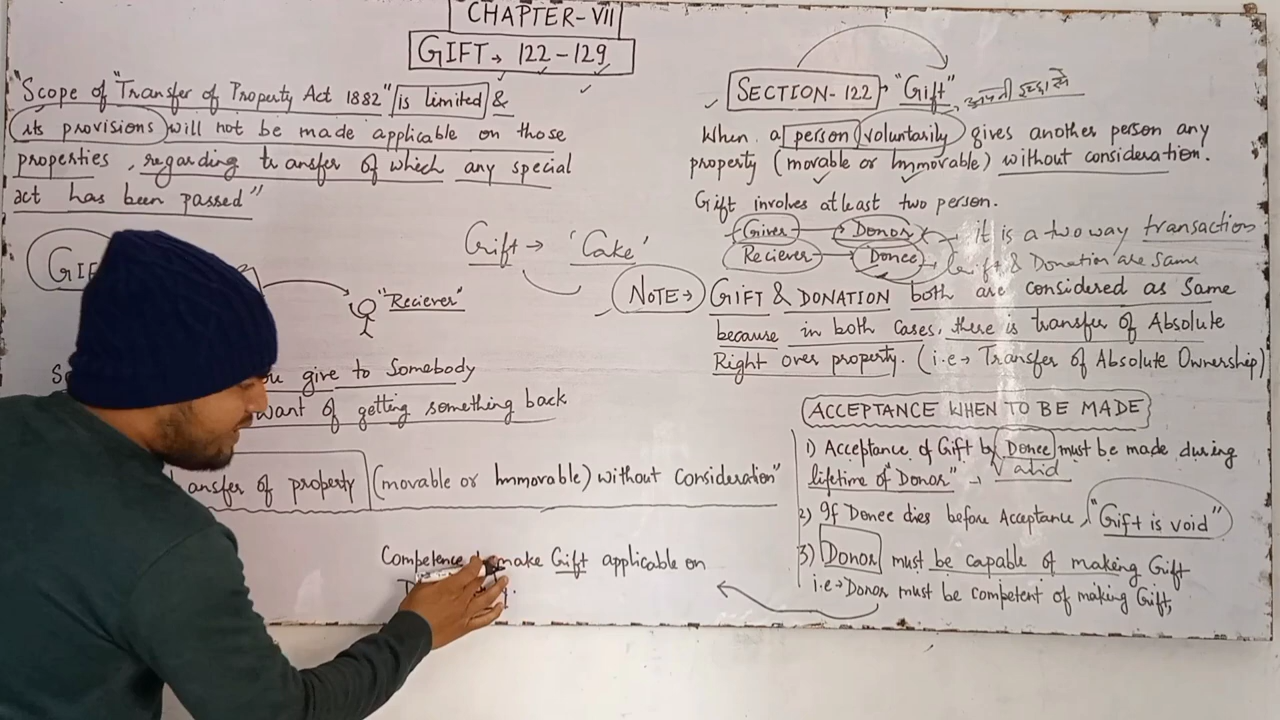 CHAPTER-VII
GIFT → 122-129
"Scope of "Transfer of Property Act 1882" is limited &
its provisions will not be made applicable on those
properties, regarding transfer of which any special
act has been passed"
Gift → 'Cake'
"Reciever"
give to Somebody
want of getting something back
of property (movable or Immovable) without consideration"
Competence make Gift applicable on
SECTION-122 → "Gift"
When a person voluntarily gives another person any
property (movable or Immovable) without consideration.
Gift involves atleast two person.
Giver → Donor it is a two way transaction
Reciever → Donee → Gift & Donation are same
NOTE → GIFT & DONATION both are considered as Same
because in both Cases, there is transfer of Absolute
Right over property. (i.e → Transfer of Absolute Ownership)
ACCEPTANCE WHEN TO BE MADE
1) Acceptance of Gift by Donee must be made during
lifetime of "Donor" → Valid
2) If Donee dies before Acceptance, "Gift is void"
3) Donor must be capable of making Gift
i.e → Donor must be competent of making Gift,